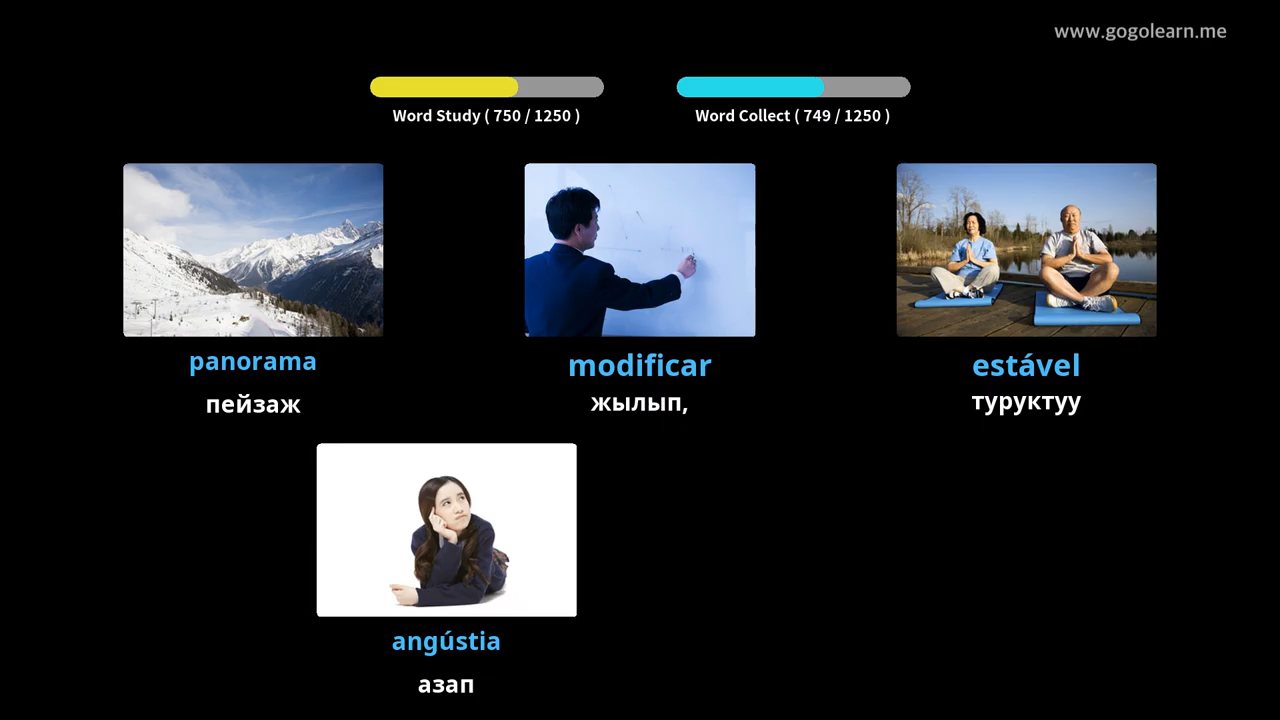 www.gogolearn.me
Word Study ( 750 / 1250 )
Word Collect ( 749 / 1250 )
panorama
пейзаж
modificar
жылып,
estável
туруктуу
angústia
азап